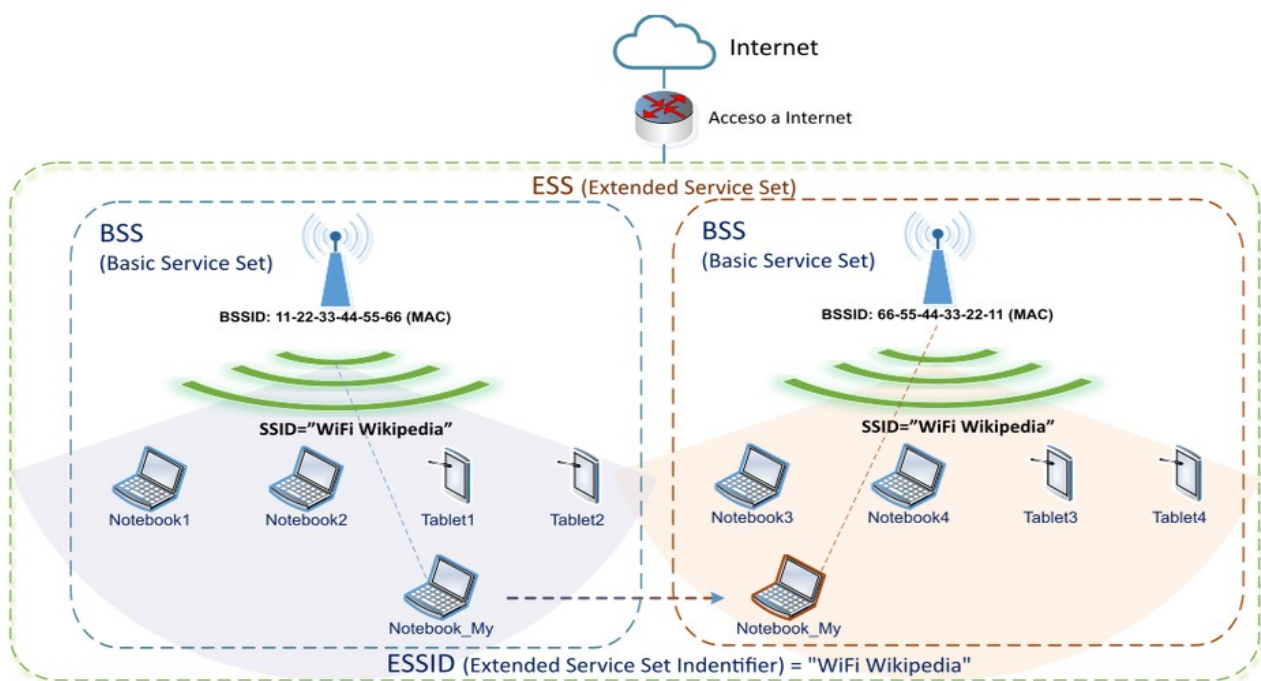 Internet
Acceso a Internet
ESS (Extended Service Set)
BSS
(Basic Service Set)
BSSID: 11-22-33-44-55-66 (MAC)
SSID="WiFi Wikipedia"
Notebook1
Notebook2
Tablet1
Tablet2
Notebook_My
BSS
(Basic Service Set)
BSSID: 66-55-44-33-22-11 (MAC)
SSID="WiFi Wikipedia"
Notebook3
Notebook4
Tablet3
Tablet4
Notebook_My
ESSID (Extended Service Set Indentifier) = "WiFi Wikipedia"